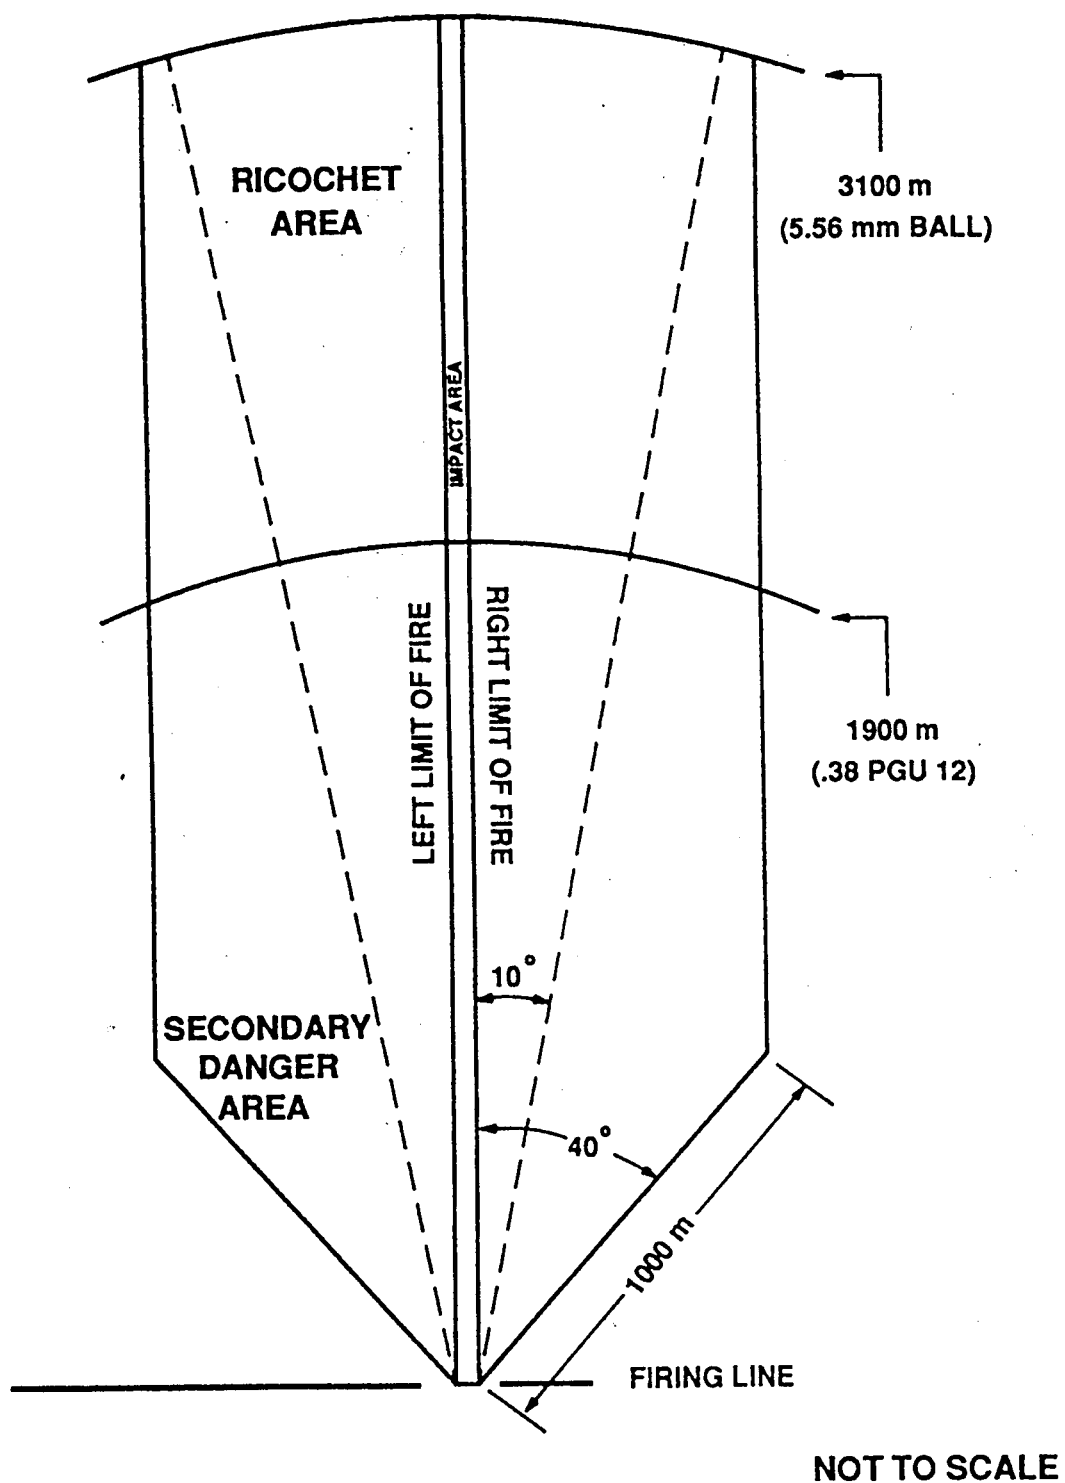 RICOCHET
AREA
3100 m
(5.56 mm BALL)
IMPACT AREA
LEFT LIMIT OF FIRE
RIGHT LIMIT OF FIRE
1900 m
(.38 PGU 12)
10°
SECONDARY
DANGER
AREA
40°
1000 m
FIRING LINE
NOT TO SCALE